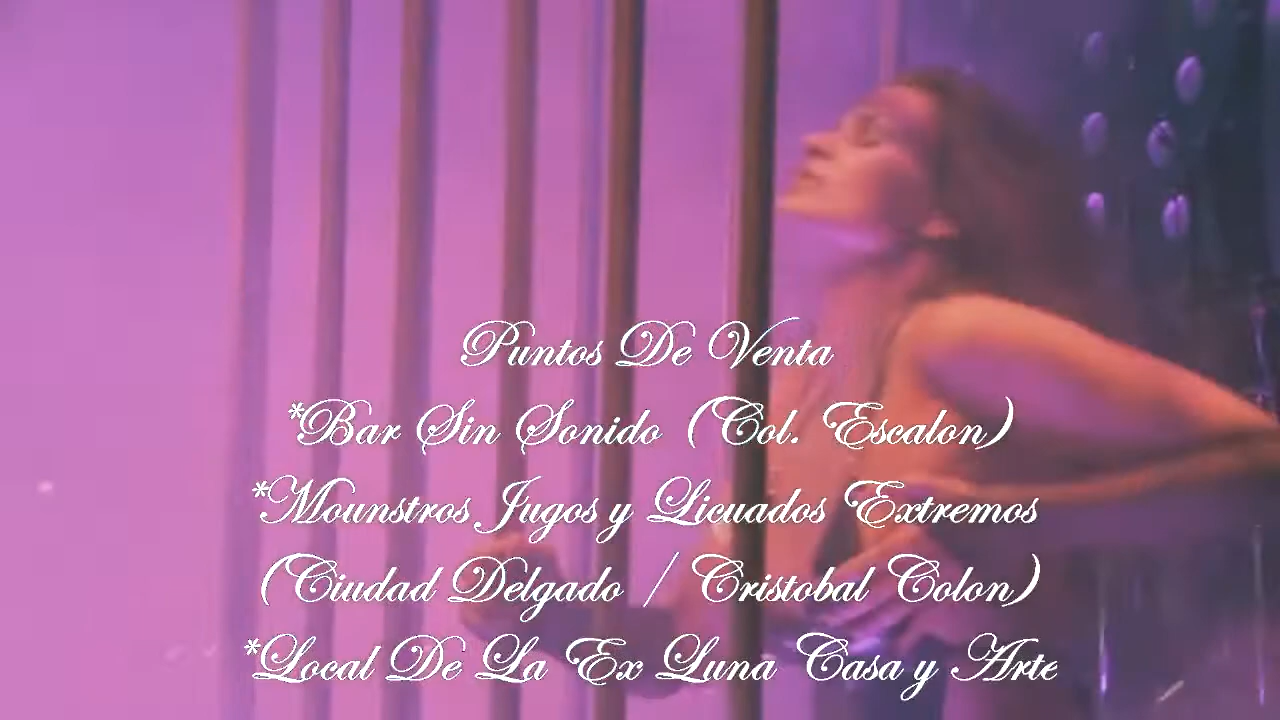 Puntos De Venta
*Bar Sin Sonido (Col. Escalon)
*Mounstros Jugos y Licuados Extremos
(Ciudad Delgado / Cristobal Colon)
*Local De La Ex Luna Casa y Arte